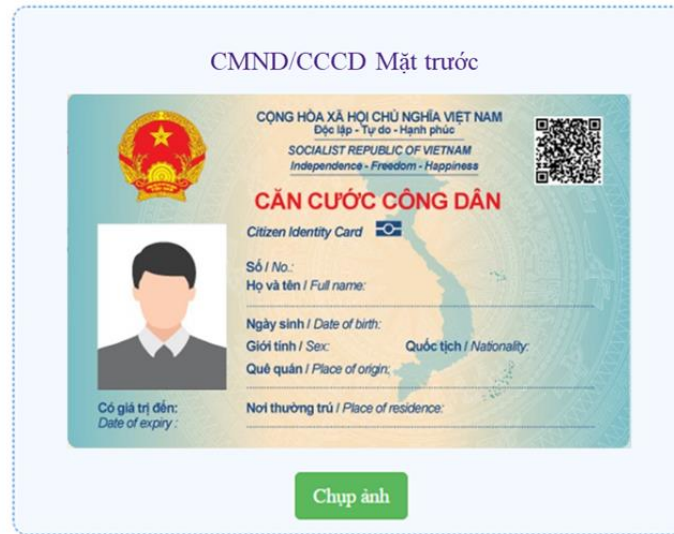 CMND/CCCD Mặt trước
CỘNG HÒA XÃ HỘI CHỦ NGHĨA VIỆT NAM
Độc lập - Tự do - Hạnh phúc
SOCIALIST REPUBLIC OF VIETNAM
Independence - Freedom - Happiness
CĂN CƯỚC CÔNG DÂN
Citizen Identity Card
Số / No.:
Họ và tên / Full name:
Ngày sinh / Date of birth:
Giới tính / Sex: Quốc tịch / Nationality:
Quê quán / Place of origin:
Có giá trị đến: Nơi thường trú / Place of residence:
Date of expiry :
Chụp ảnh